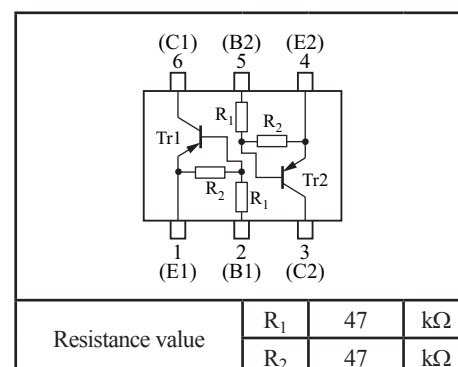 (C1) (B2) (E2)
6 5 4
R₁
R₂
Tr1
Tr2
R₂
R₁
1 2 3
(E1) (B1) (C2)
Resistance value
R₁ 47 kΩ
R₂ 47 kΩ